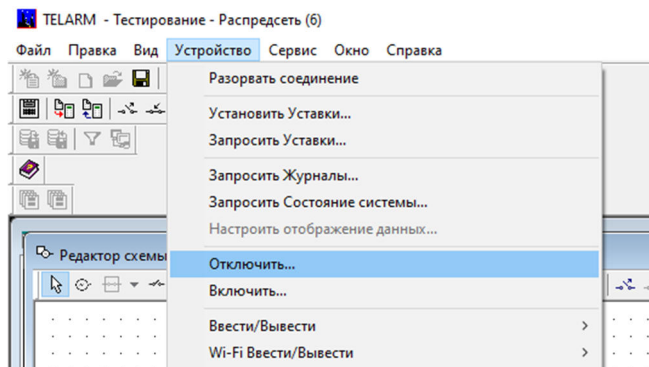 TELARM - Тестирование - Распредсеть (6)
Файл Правка Вид Устройство Сервис Окно Справка
Разорвать соединение
Установить Уставки...
Запросить Уставки...
Запросить Журналы...
Запросить Состояние системы...
Настроить отображение данных...
Редактор схемы
Отключить...
Включить...
Ввести/Вывести
Wi-Fi Ввести/Вывести